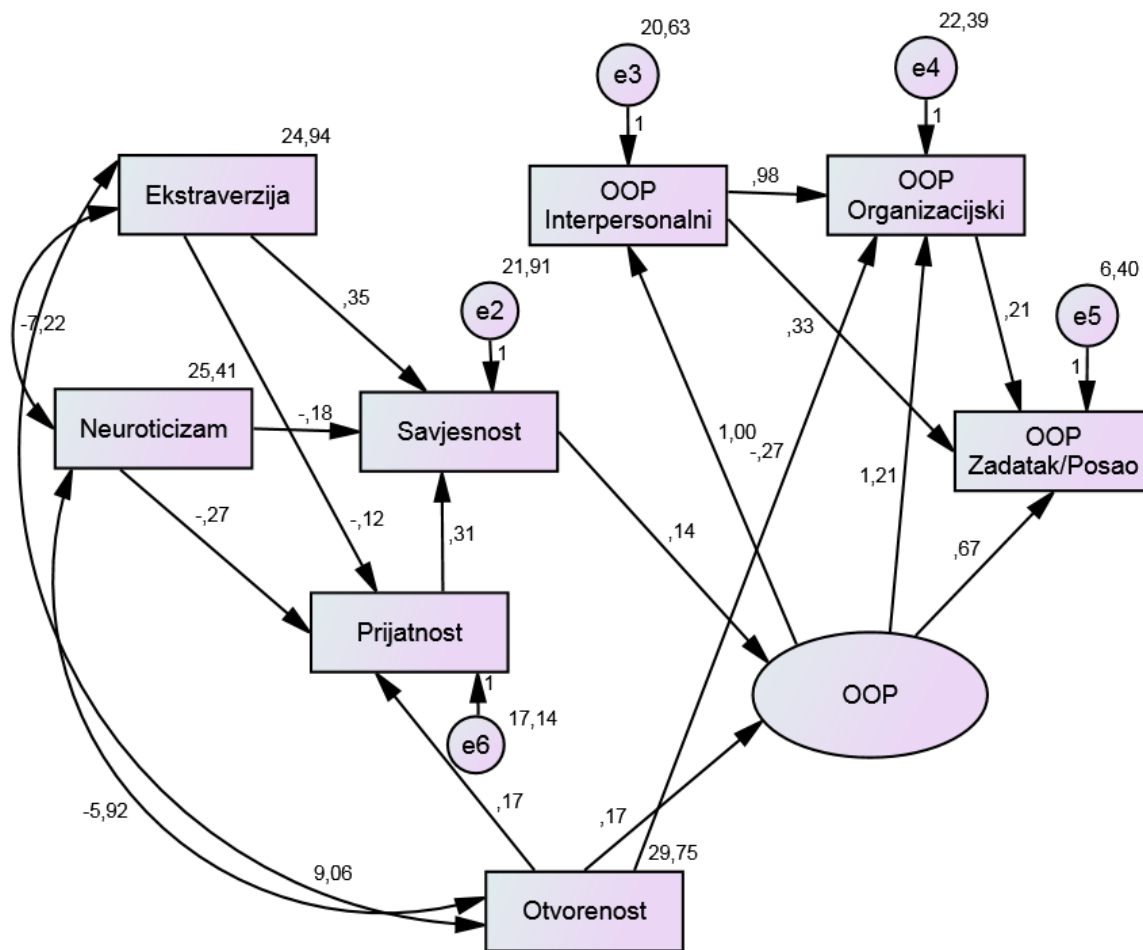 20,63
22,39
e3
e4
1
1
24,94
Ekstraverzija
OOP
Interpersonalni
,98
OOP
Organizacijski
21,91
e2
6,40
e5
-7,22
,35
,33
,21
1
1
25,41
Neuroticizam
-,18
Savjesnost
OOP
Zadatak/Posao
1,00
-,27
1,21
-,27
-,12
,31
,14
,67
Prijatnost
OOP
1
17,14
e6
,17
,17
-5,92
9,06
29,75
Otvorenost